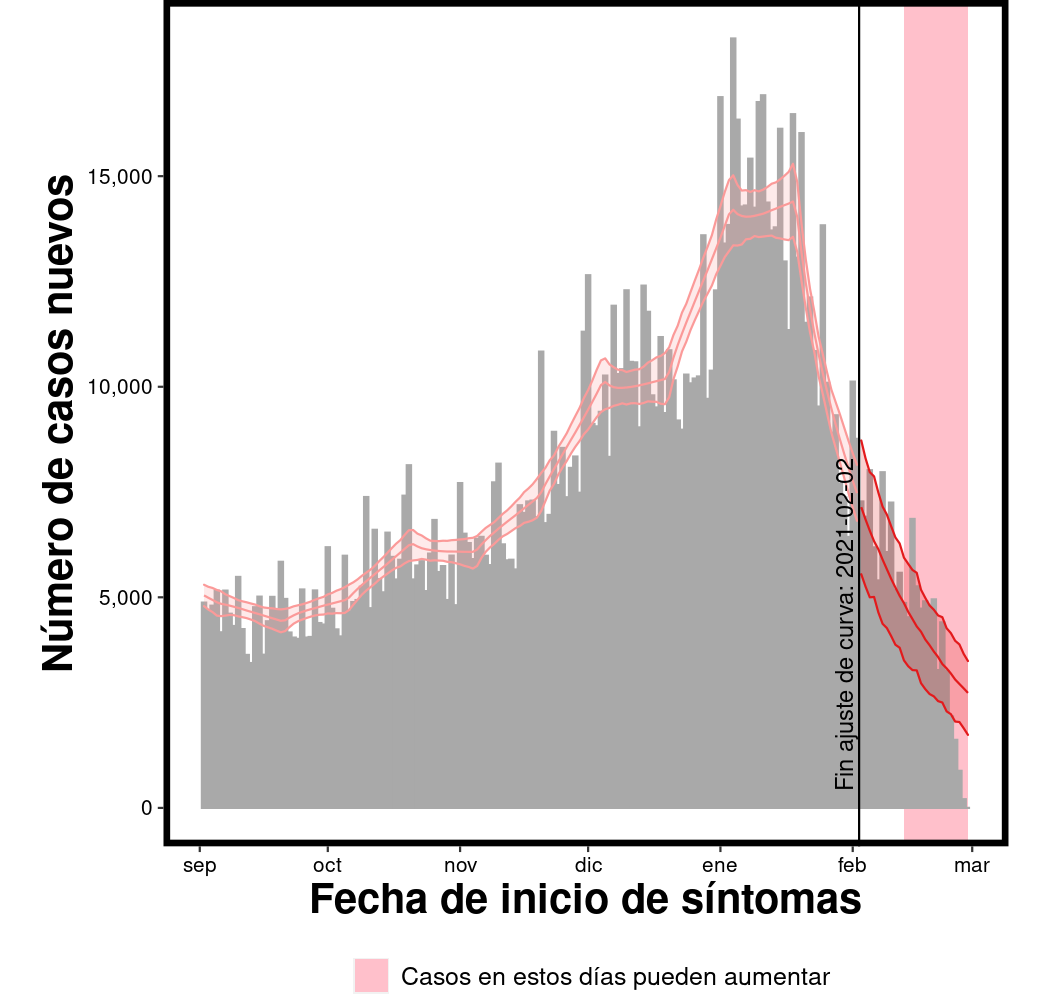 Número de casos nuevos
15,000
10,000
5,000
0
Fin ajuste de curva: 2021-02-02
sep oct nov dic ene feb mar
Fecha de inicio de síntomas
Casos en estos días pueden aumentar